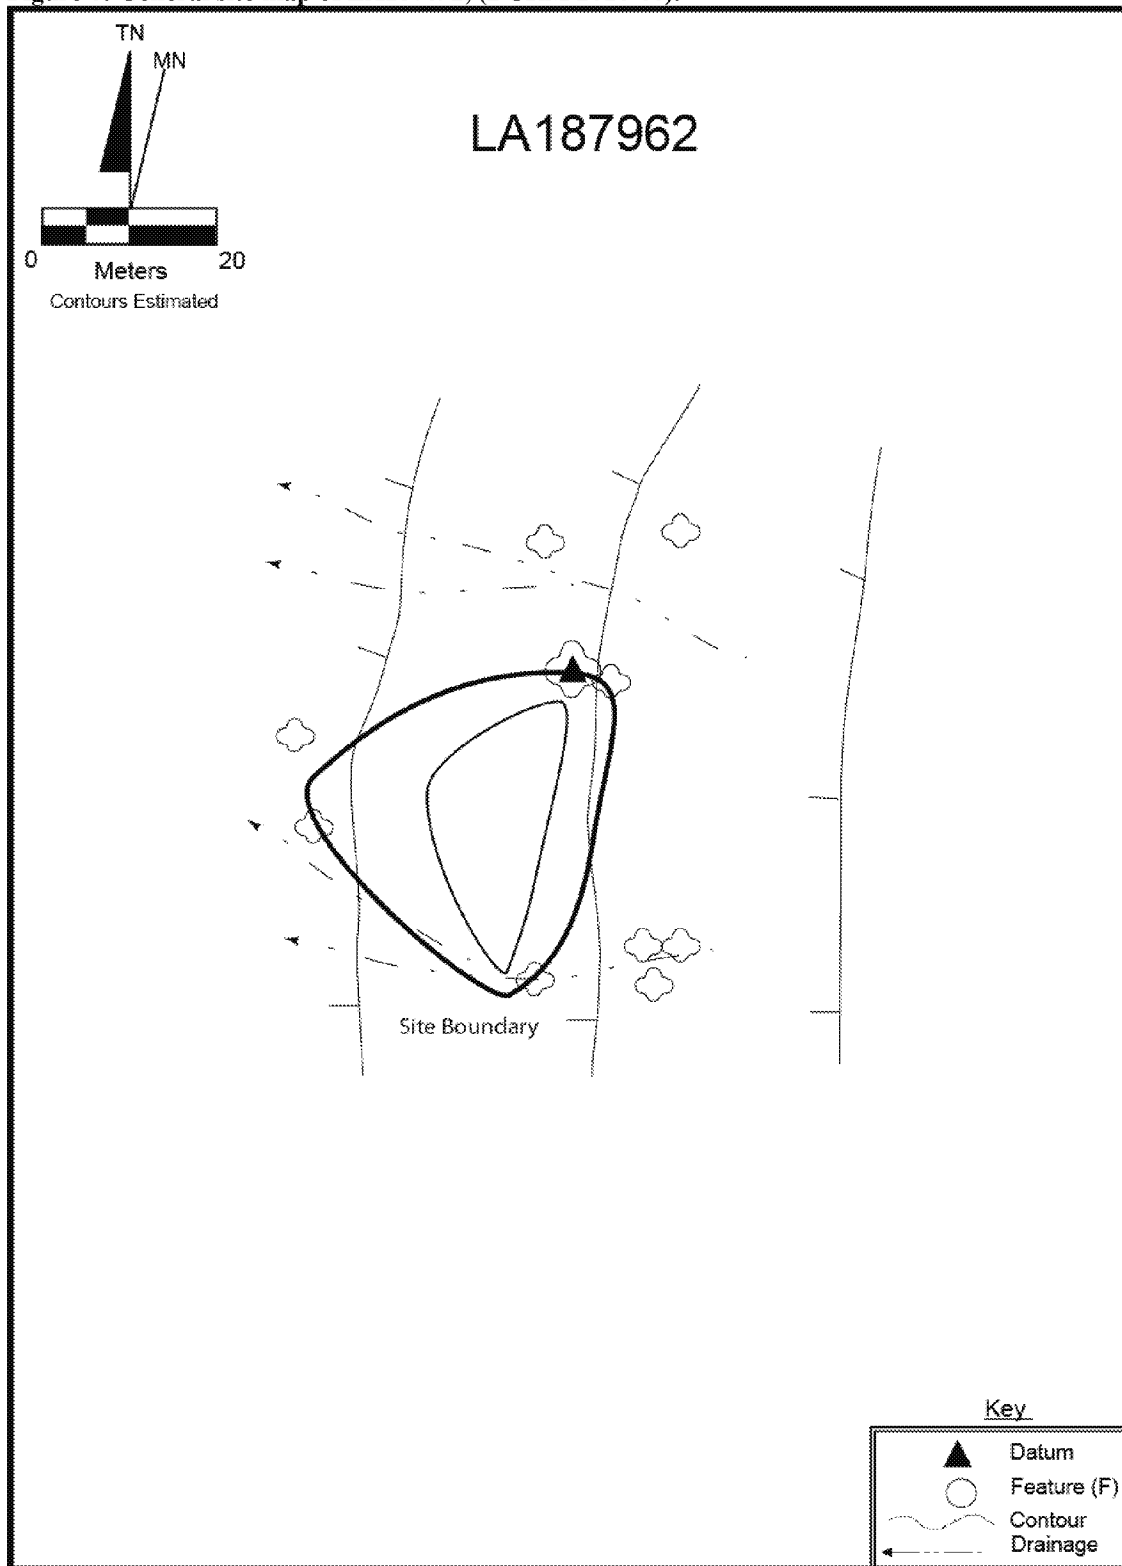 TN
MN
LA187962
0
20
Meters
Contours Estimated
Site Boundary
Key
Datum
Feature (F)
Contour
Drainage